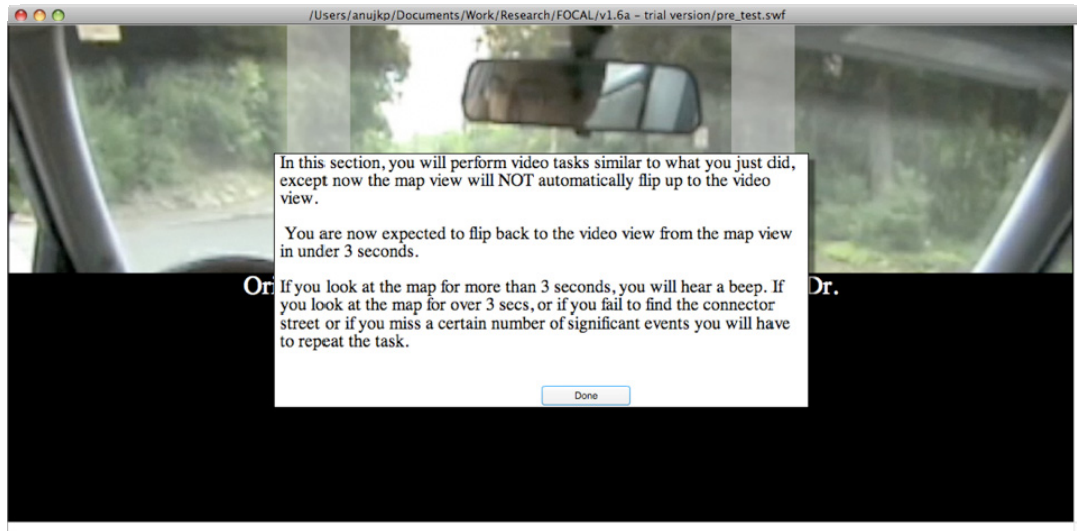 /Users/anujkp/Documents/Work/Research/FOCAL/v1.6a – trial version/pre_test.swf
In this section, you will perform video tasks similar to what you just did,
except now the map view will NOT automatically flip up to the video
view.
You are now expected to flip back to the video view from the map view
in under 3 seconds.
Ori
Dr.
If you look at the map for more than 3 seconds, you will hear a beep. If
you look at the map for over 3 secs, or if you fail to find the connector
street or if you miss a certain number of significant events you will have
to repeat the task.
Done